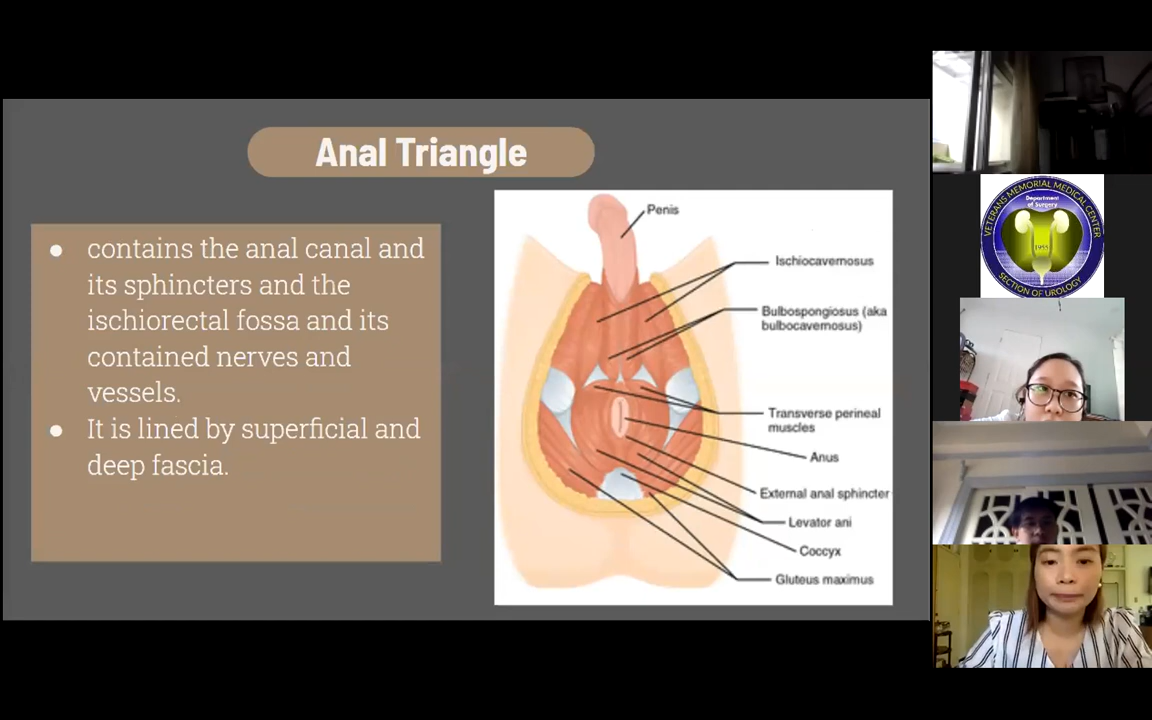 Anal Triangle
● contains the anal canal and
its sphincters and the
ischiorectal fossa and its
contained nerves and
vessels.
● It is lined by superficial and
deep fascia.
Penis
Ischiocavernosus
Bulbospongiosus (aka
bulbocavernosus)
Transverse perineal
muscles
Anus
External anal sphincter
Levator ani
Coccyx
Gluteus maximus
VETERANS MEMORIAL MEDICAL CENTER
Department
of Surgery
1955
SECTION OF UROLOGY